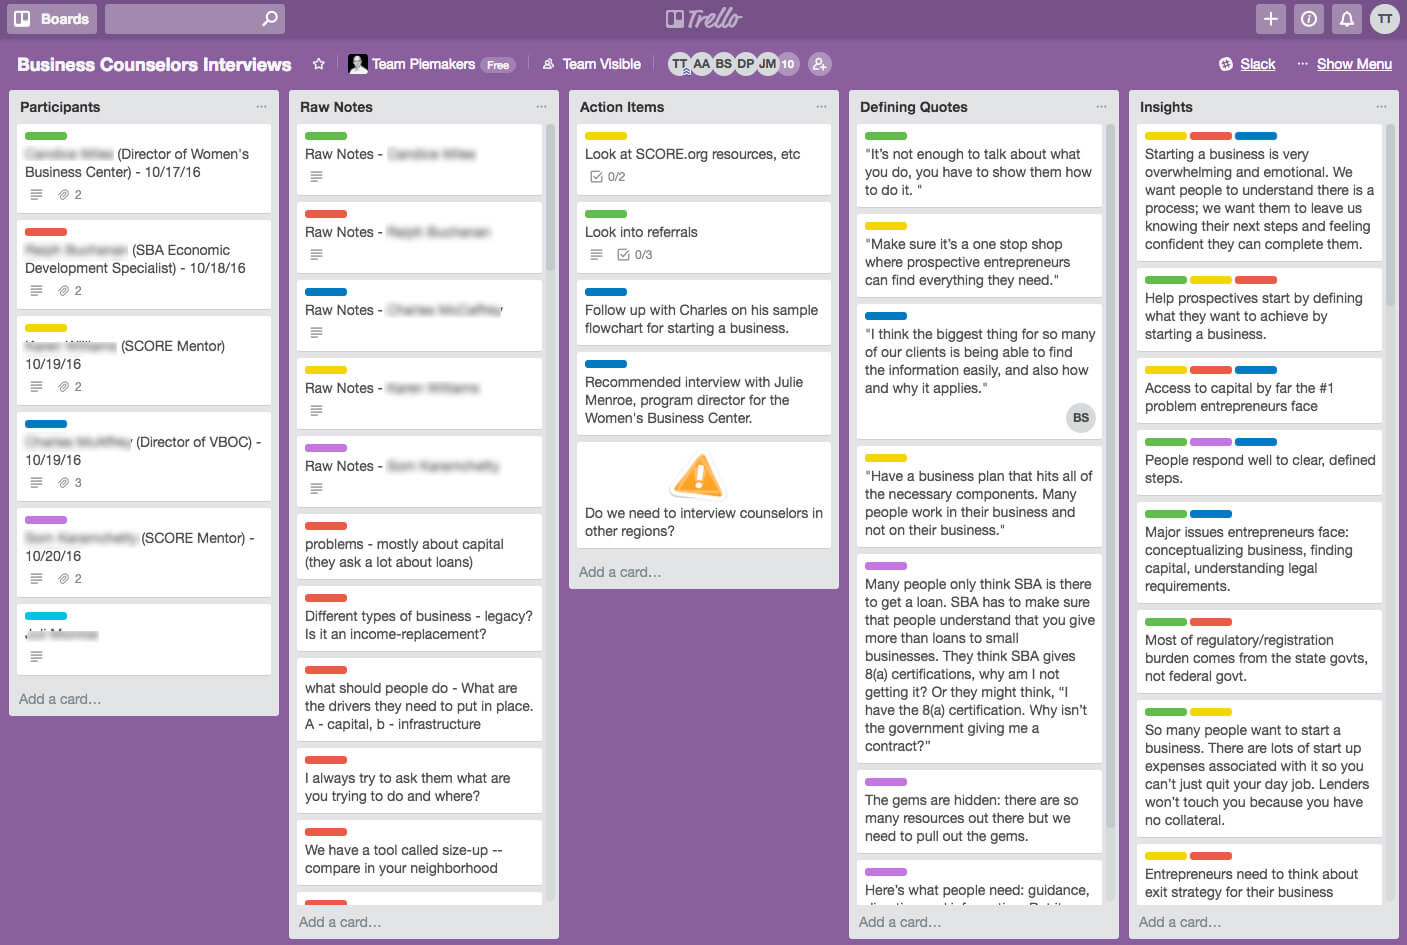 Boards
Trello
TT
Business Counselors Interviews
Team Plemakers
Free
Team Visible
TT AA BS DP JM 10
Slack
Show Menu
Participants
(Director of Women's
Business Center) - 10/17/16
2
(SBA Economic
Development Specialist) - 10/18/16
2
(SCORE Mentor)
10/19/16
2
(Director of VBOC) -
10/19/16
3
(SCORE Mentor) -
10/20/16
2
Add a card…
Raw Notes
Raw Notes -
Raw Notes -
Raw Notes -
Raw Notes -
Raw Notes -
problems - mostly about capital
(they ask a lot about loans)
Different types of business - legacy?
Is it an income-replacement?
what should people do - What are
the drivers they need to put in place.
A - capital, b - infrastructure
I always try to ask them what are
you trying to do and where?
We have a tool called size-up --
compare in your neighborhood
Add a card…
Action Items
Look at SCORE.org resources, etc
0/2
Look into referrals
0/3
Follow up with Charles on his sample
flowchart for starting a business.
Recommended interview with Julie
Menroe, program director for the
Women's Business Center.
Do we need to interview counselors in
other regions?
Add a card…
Defining Quotes
"It's not enough to talk about what
you do, you have to show them how
to do it. "
"Make sure it's a one stop shop
where prospective entrepreneurs
can find everything they need."
"I think the biggest thing for so many
of our clients is being able to find
the information easily, and also how
and why it applies."
BS
"Have a business plan that hits all of
the necessary components. Many
people work in their business and
not on their business."
Many people only think SBA is there
to get a loan. SBA has to make sure
that people understand that you give
more than loans to small
businesses. They think SBA gives
8(a) certifications, why am I not
getting it? Or they might think, “I
have the 8(a) certification. Why isn’t
the government giving me a
contract?”
The gems are hidden: there are so
many resources out there but we
need to pull out the gems.
Here’s what people need: guidance,
Add a card…
Insights
Starting a business is very
overwhelming and emotional. We
want people to understand there is a
process; we want them to leave us
knowing their next steps and feeling
confident they can complete them.
Help prospectives start by defining
what they want to achieve by
starting a business.
Access to capital by far the #1
problem entrepreneurs face
People respond well to clear, defined
steps.
Major issues entrepreneurs face:
conceptualizing business, finding
capital, understanding legal
requirements.
Most of regulatory/registration
burden comes from the state govts,
not federal govt.
So many people want to start a
business. There are lots of start up
expenses associated with it so you
can’t just quit your day job. Lenders
won’t touch you because you have
no collateral.
Entrepreneurs need to think about
exit strategy for their business
Add a card…